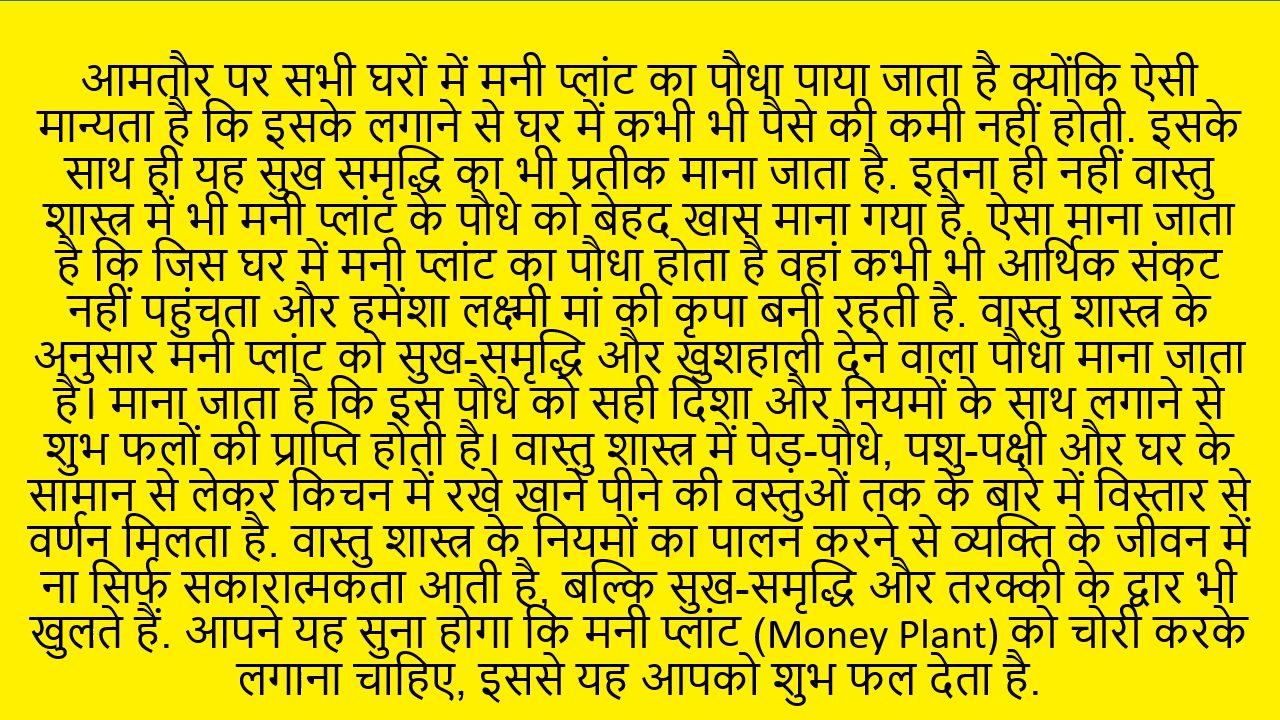 आमतौर पर सभी घरों में मनी प्लांट का पौधा पाया जाता है क्योंकि ऐसी
मान्यता है कि इसके लगाने से घर में कभी भी पैसे की कमी नहीं होती. इसके
साथ ही यह सुख समृद्धि का भी प्रतीक माना जाता है. इतना ही नहीं वास्तु
शास्त्र में भी मनी प्लांट के पौधे को बेहद खास माना गया है. ऐसा माना जाता
है कि जिस घर में मनी प्लांट का पौधा होता है वहां कभी भी आर्थिक संकट
नहीं पहुंचता और हमेंशा लक्ष्मी मां की कृपा बनी रहती है. वास्तु शास्त्र के
अनुसार मनी प्लांट को सुख-समृद्धि और खुशहाली देने वाला पौधा माना जाता
है। माना जाता है कि इस पौधे को सही दिशा और नियमों के साथ लगाने से
शुभ फलों की प्राप्ति होती है। वास्तु शास्त्र में पेड़-पौधे, पशु-पक्षी और घर के
सामान से लेकर किचन में रखे खाने पीने की वस्तुओं तक के बारे में विस्तार से
वर्णन मिलता है. वास्तु शास्त्र के नियमों का पालन करने से व्यक्ति के जीवन में
ना सिर्फ सकारात्मकता आती है, बल्कि सुख-समृद्धि और तरक्की के द्वार भी
खुलते हैं. आपने यह सुना होगा कि मनी प्लांट (Money Plant) को चोरी करके
लगाना चाहिए, इससे यह आपको शुभ फल देता है.